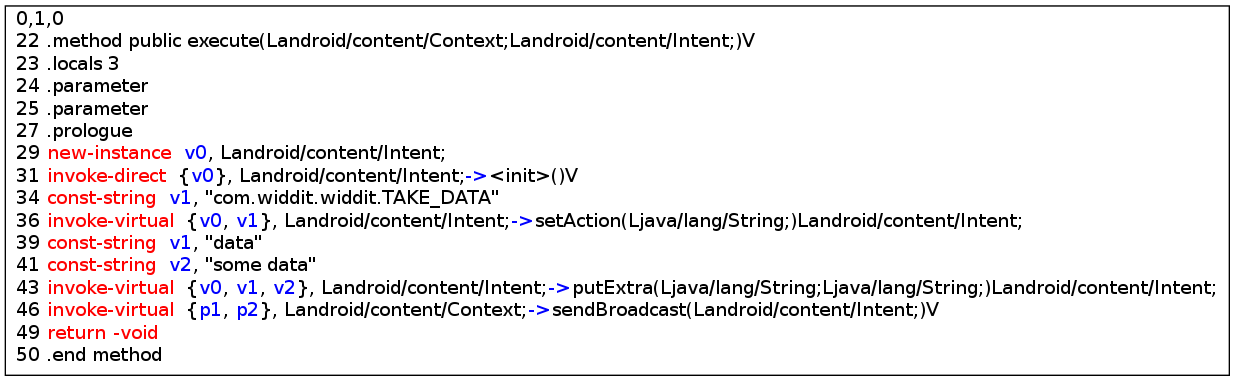 0,1,0
22 .method public execute(Landroid/content/Context;Landroid/content/Intent;)V
23 .locals 3
24 .parameter
25 .parameter
27 .prologue
29 new-instance v0, Landroid/content/Intent;
31 invoke-direct {v0}, Landroid/content/Intent;-><init>()V
34 const-string v1, "com.widdit.widdit.TAKE_DATA"
36 invoke-virtual {v0, v1}, Landroid/content/Intent;->setAction(Ljava/lang/String;)Landroid/content/Intent;
39 const-string v1, "data"
41 const-string v2, "some data"
43 invoke-virtual {v0, v1, v2}, Landroid/content/Intent;->putExtra(Ljava/lang/String;Ljava/lang/String;)Landroid/content/Intent;
46 invoke-virtual {p1, p2}, Landroid/content/Context;->sendBroadcast(Landroid/content/Intent;)V
49 return -void
50 .end method